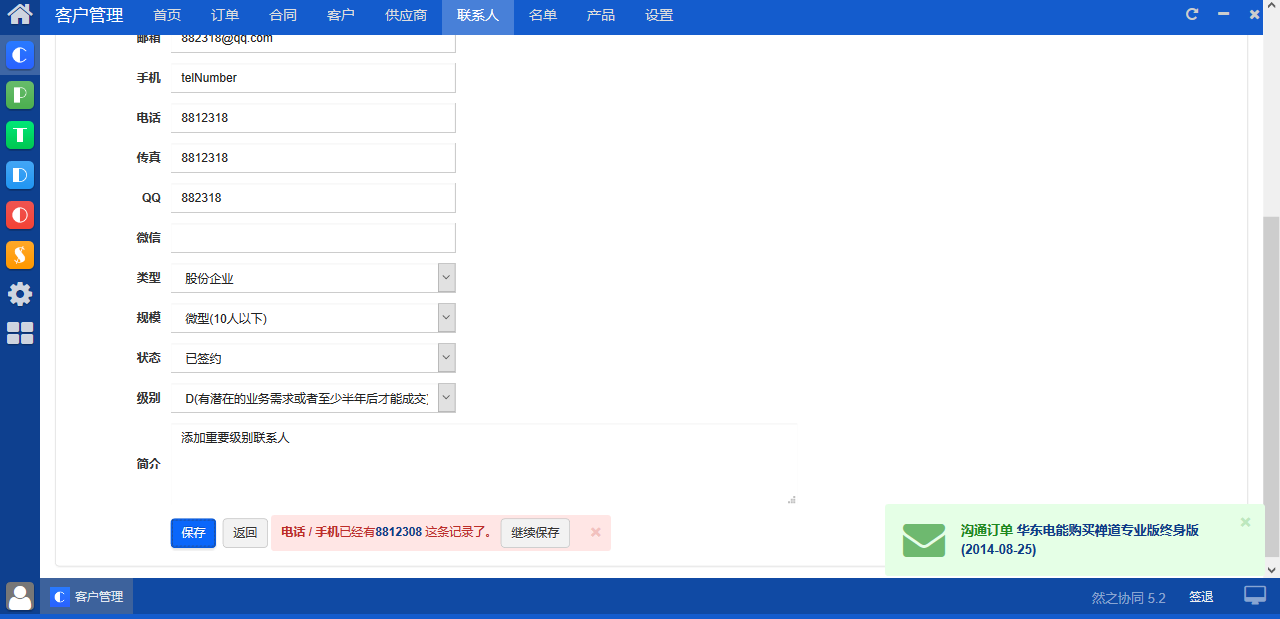 客户管理 首页 订单 合同 客户 供应商 联系人 名单 产品 设置
邮箱 882318@qq.com
手机 telNumber
电话 8812318
传真 8812318
QQ 882318
微信
类型 股份企业
规模 微型(10人以下)
状态 已签约
级别 D(有潜在的业务需求或者至少半年后才能成交)
简介 添加重要级别联系人
保存 返回 电话 / 手机已经有8812308 这条记录了。 继续保存
沟通订单 华东电能购买禅道专业版终身版
(2014-08-25)
客户管理 然之协同 5.2 签退